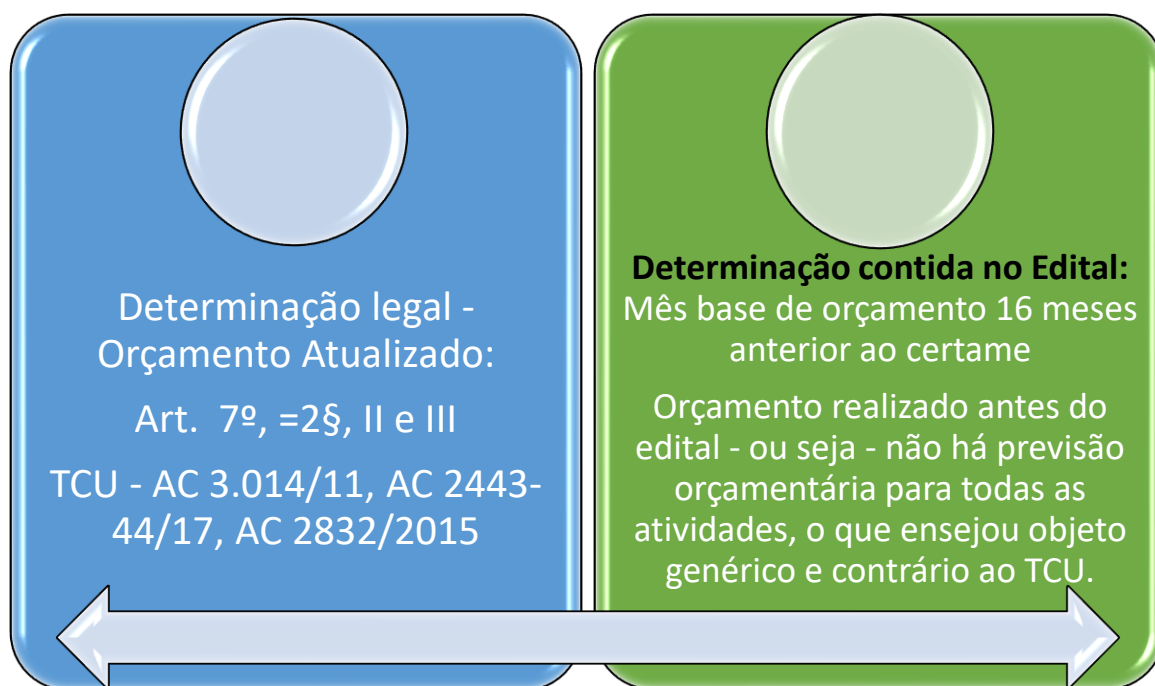 Determinação legal -
Orçamento Atualizado:
Art. 7º, =2§, II e III
TCU - AC 3.014/11, AC 2443-
44/17, AC 2832/2015
Determinação contida no Edital:
Mês base de orçamento 16 meses
anterior ao certame
Orçamento realizado antes do
edital - ou seja - não há previsão
orçamentária para todas as
atividades, o que ensejou objeto
genérico e contrário ao TCU.